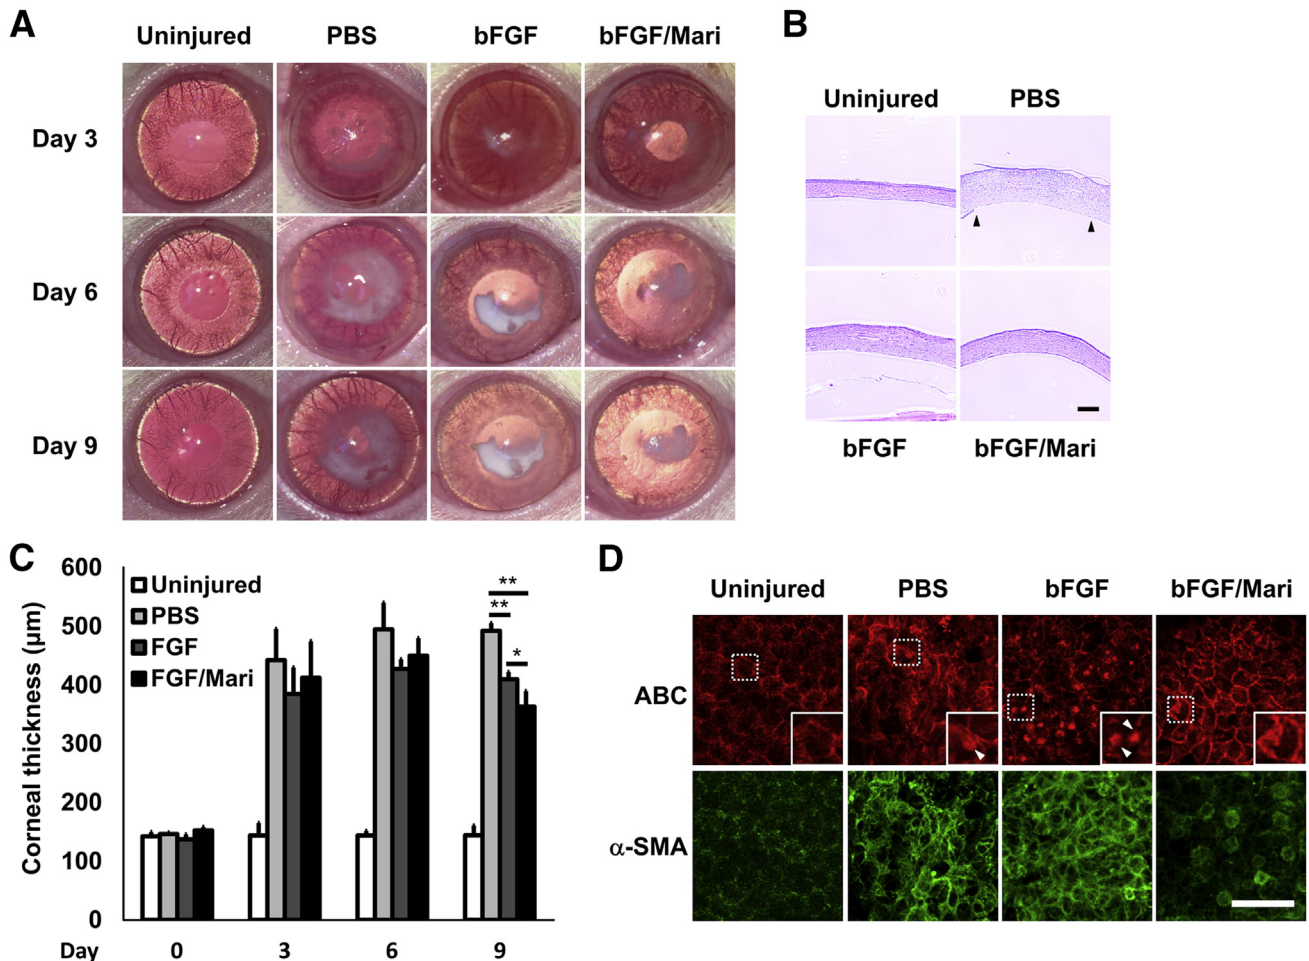 A
Uninjured PBS bFGF bFGF/Mari
Day 3
Day 6
Day 9
B
Uninjured PBS
bFGF bFGF/Mari
C
Corneal thickness (µm)
600
500
400
300
200
100
0
Uninjured
PBS
FGF
FGF/Mari
**
**
*
Day 0 3 6 9
D
Uninjured PBS bFGF bFGF/Mari
ABC
α-SMA